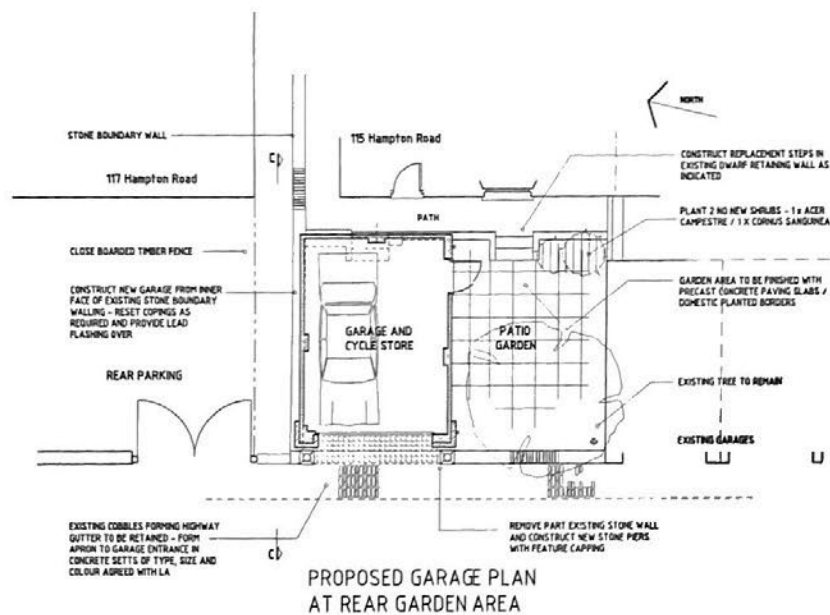 NORTH
STONE BOUNDARY WALL
C
115 Hampton Road
117 Hampton Road
CONSTRUCT REPLACEMENT STEPS IN
EXISTING DWARF RETAINING WALL AS
INDICATED
PATH
PLANT 2 NO NEW SHRUBS - 1 x ACER
CAMPESTRE / 1 X CORNUS SANGUINEA
CLOSE BOARDED TIMBER FENCE
CONSTRUCT NEW GARAGE FROM INNER
FACE OF EXISTING STONE BOUNDARY
WALLING - RESET COPINGS AS
REQUIRED AND PROVIDE LEAD
FLASHING OVER
GARDEN AREA TO BE FINISHED WITH
PRECAST CONCRETE PAVING SLABS /
DOMESTIC PLANTED BORDERS
GARAGE AND
CYCLE STORE
PATIO
GARDEN
REAR PARKING
EXISTING TREE TO REMAIN
EXISTING GARAGES
EXISTING COBBLES FORMING HIGHWAY
GUTTER TO BE RETAINED - FORM
APRON TO GARAGE ENTRANCE IN
CONCRETE SETTS OF TYPE, SIZE AND
COLOUR AGREED WITH LA
C
REMOVE PART EXISTING STONE WALL
AND CONSTRUCT NEW STONE PIERS
WITH FEATURE CAPPING
PROPOSED GARAGE PLAN
AT REAR GARDEN AREA